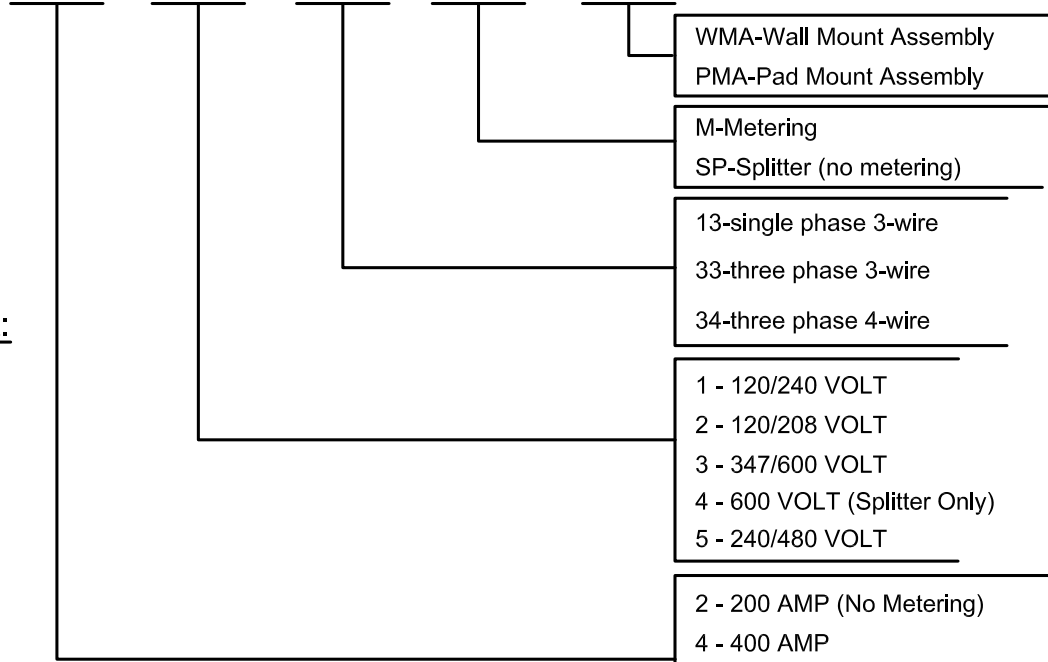 WMA-Wall Mount Assembly
PMA-Pad Mount Assembly
M-Metering
SP-Splitter (no metering)
13-single phase 3-wire
33-three phase 3-wire
34-three phase 4-wire
:
1 - 120/240 VOLT
2 - 120/208 VOLT
3 - 347/600 VOLT
4 - 600 VOLT (Splitter Only)
5 - 240/480 VOLT
2 - 200 AMP (No Metering)
4 - 400 AMP